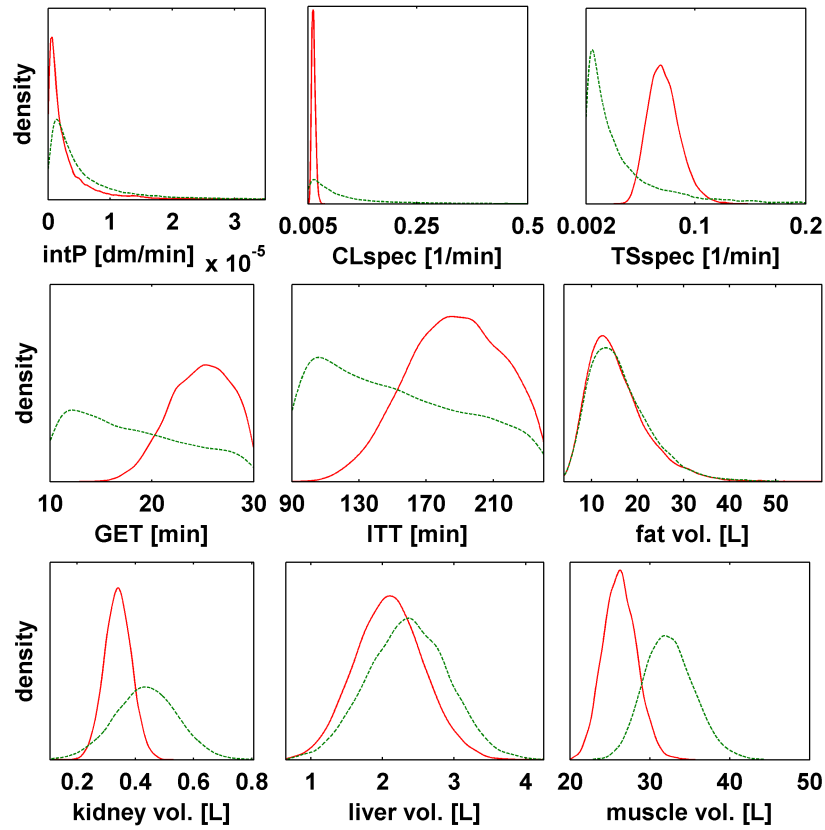 density
0 1 2 3
intP [dm/min] x 10-5
0.005 0.25 0.5
CLspec [1/min]
0.002 0.1 0.2
TSspec [1/min]
density
10 20 30
GET [min]
90 130 170 210
ITT [min]
10 20 30 40 50
fat vol. [L]
density
0.2 0.4 0.6 0.8
kidney vol. [L]
1 2 3 4
liver vol. [L]
20 30 40 50
muscle vol. [L]